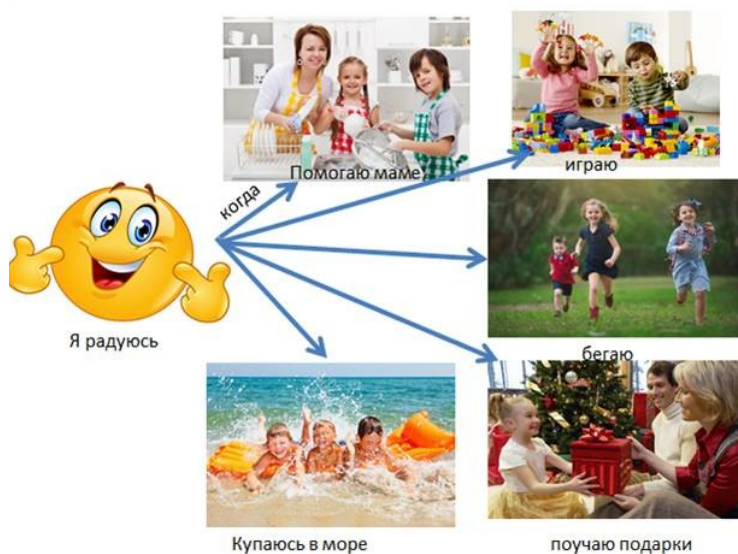 Помогаю маме
играю
когда
Я радуюсь
бегаю
Купаюсь в море
поучаю подарки